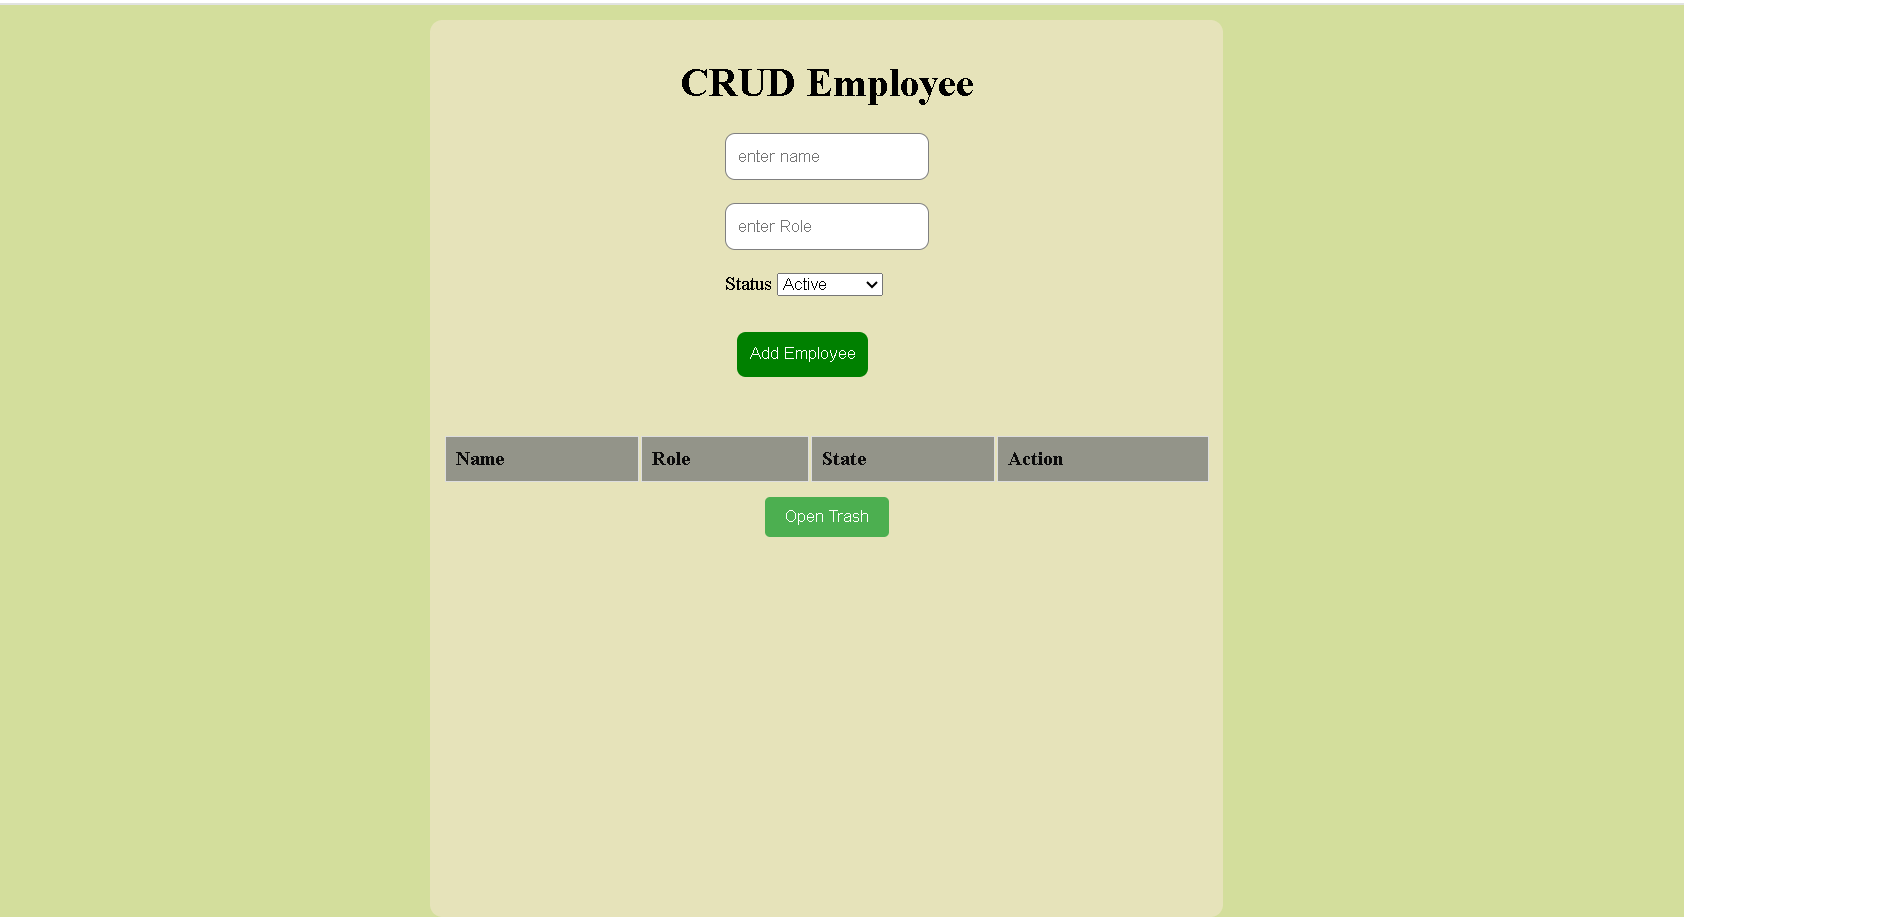 CRUD Employee
enter name
enter Role
Status Active
Add Employee
Name Role State Action
Open Trash